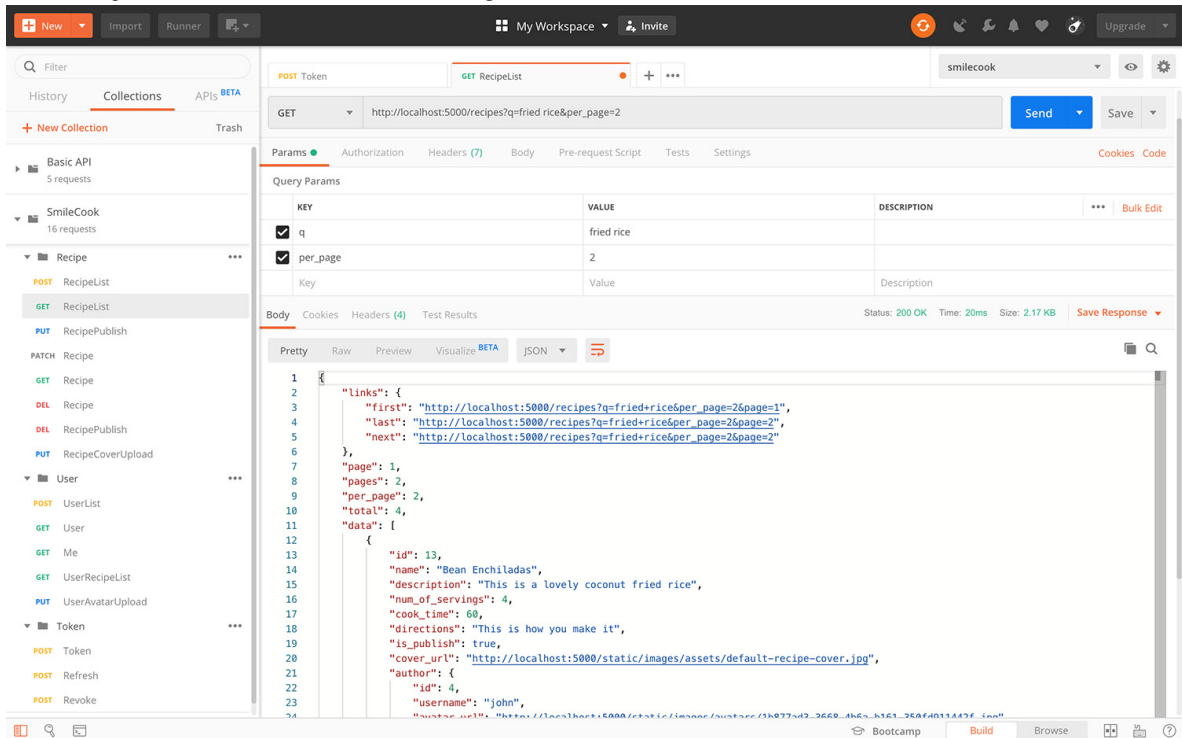 New Import Runner My Workspace Invite Upgrade
Filter
History Collections APIs BETA
+ New Collection Trash
Basic API
5 requests
SmileCook
16 requests
Recipe
POST RecipeList
GET RecipeList
PUT RecipePublish
PATCH Recipe
GET Recipe
DEL Recipe
DEL RecipePublish
PUT RecipeCoverUpload
User
POST UserList
GET User
GET Me
GET UserRecipeList
PUT UserAvatarUpload
Token
POST Token
POST Refresh
POST Revoke
POST Token GET RecipeList smilecook
GET http://localhost:5000/recipes?q=fried rice&per_page=2 Send Save
Params Authorization Headers (7) Body Pre-request Script Tests Settings Cookies Code
Query Params
KEY VALUE DESCRIPTION Bulk Edit
q fried rice
per_page 2
Key Value Description
Body Cookies Headers (4) Test Results Status: 200 OK Time: 20ms Size: 2.17 KB Save Response
Pretty Raw Preview Visualize BETA JSON
1 {
2 "links": {
3 "first": "http://localhost:5000/recipes?q=fried+rice&per_page=2&page=1",
4 "last": "http://localhost:5000/recipes?q=fried+rice&per_page=2&page=2",
5 "next": "http://localhost:5000/recipes?q=fried+rice&per_page=2&page=2"
6 },
7 "page": 1,
8 "pages": 2,
9 "per_page": 2,
10 "total": 4,
11 "data": [
12 {
13 "id": 13,
14 "name": "Bean Enchiladas",
15 "description": "This is a lovely coconut fried rice",
16 "num_of_servings": 4,
17 "cook_time": 60,
18 "directions": "This is how you make it",
19 "is_publish": true,
20 "cover_url": "http://localhost:5000/static/images/assets/default-recipe-cover.jpg",
21 "author": {
22 "id": 4,
23 "username": "john",
Bootcamp Build Browse